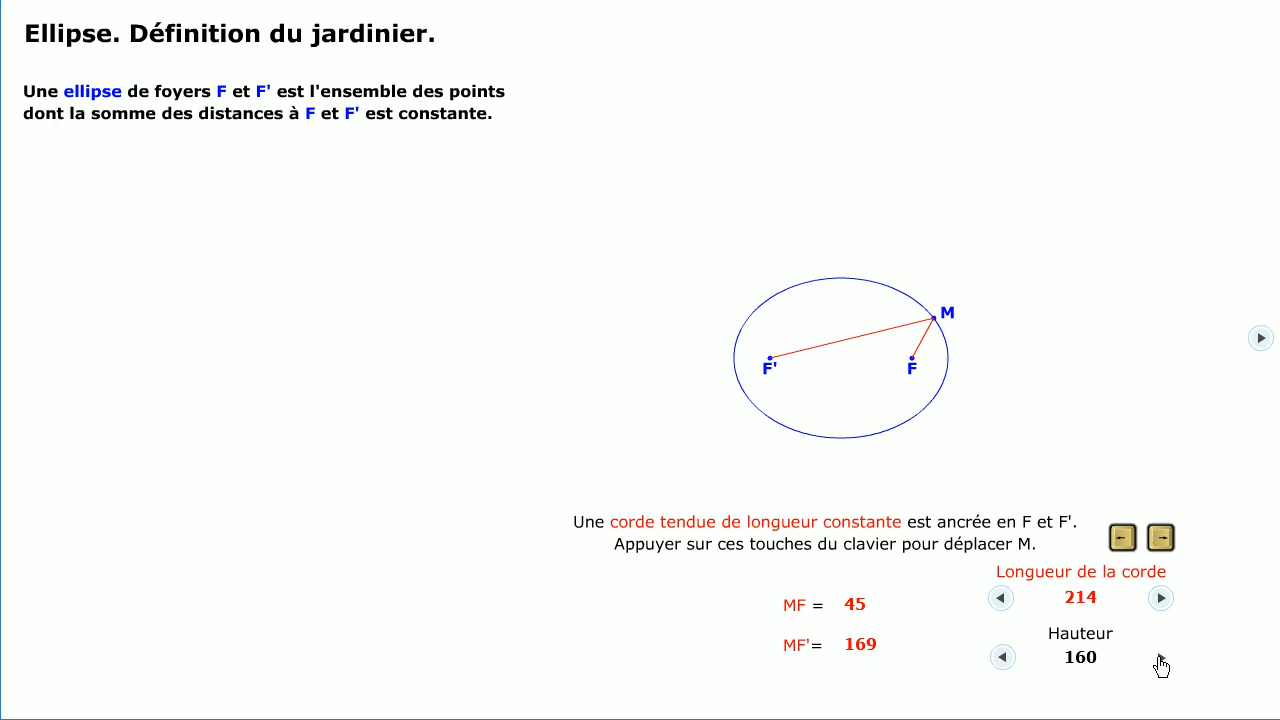 Ellipse. Définition du jardinier.
Une ellipse de foyers F et F' est l'ensemble des points
dont la somme des distances à F et F' est constante.
M
F'
F
Une corde tendue de longueur constante est ancrée en F et F'.
Appuyer sur ces touches du clavier pour déplacer M.
Longueur de la corde
MF = 45
214
Hauteur
MF'= 169
160